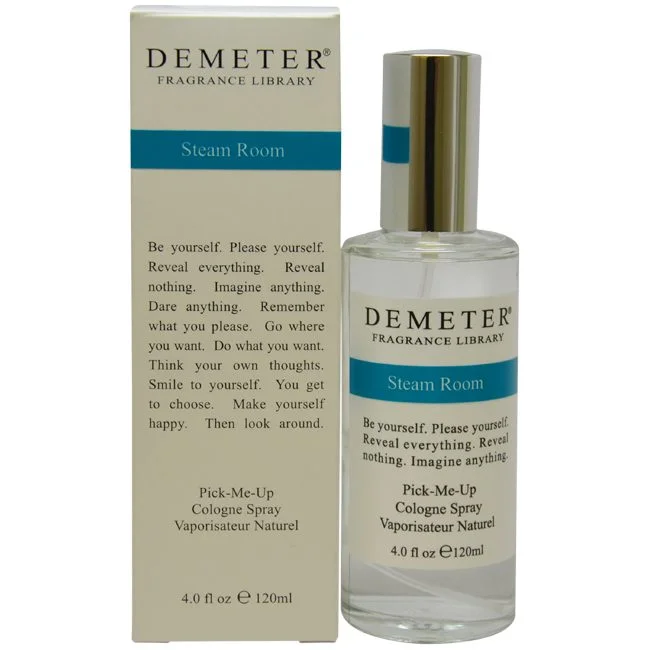 DEMETER®
FRAGRANCE LIBRARY
Steam Room
Be yourself. Please yourself.
Reveal everything. Reveal
nothing. Imagine anything.
Dare anything. Remember
what you please. Go where
you want. Do what you want.
Think your own thoughts.
Smile to yourself. You get
to choose. Make yourself
happy. Then look around.
Pick-Me-Up
Cologne Spray
Vaporisateur Naturel
4.0 fl oz ℮ 120ml
DEMETER®
FRAGRANCE LIBRARY
Steam Room
Be yourself. Please yourself.
Reveal everything. Reveal
nothing. Imagine anything.
Pick-Me-Up
Cologne Spray
Vaporisateur Naturel
4.0 fl oz ℮120ml